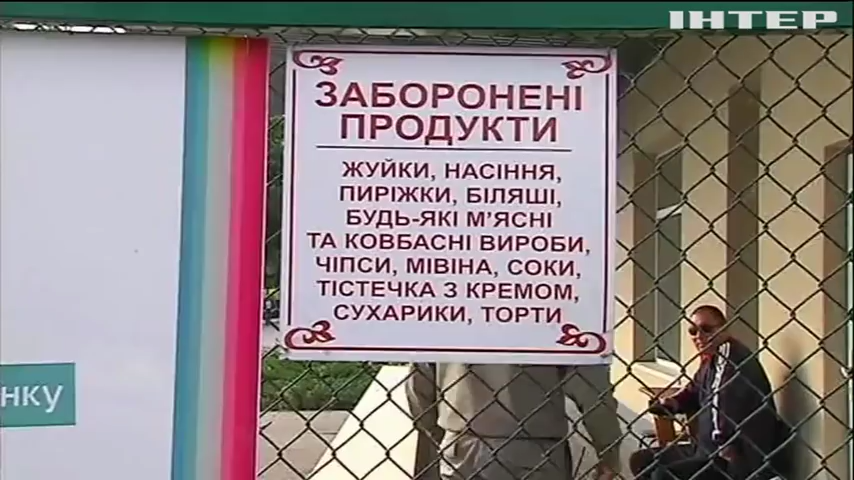 ІНТЕР
ЗАБОРОНЕНІ
ПРОДУКТИ
ЖУЙКИ, НАСІННЯ,
ПИРІЖКИ, БІЛЯШІ,
БУДЬ-ЯКІ М'ЯСНІ
ТА КОВБАСНІ ВИРОБИ,
ЧІПСИ, МІВІНА, СОКИ,
ТІСТЕЧКА З КРЕМОМ,
СУХАРИКИ, ТОРТИ
нку